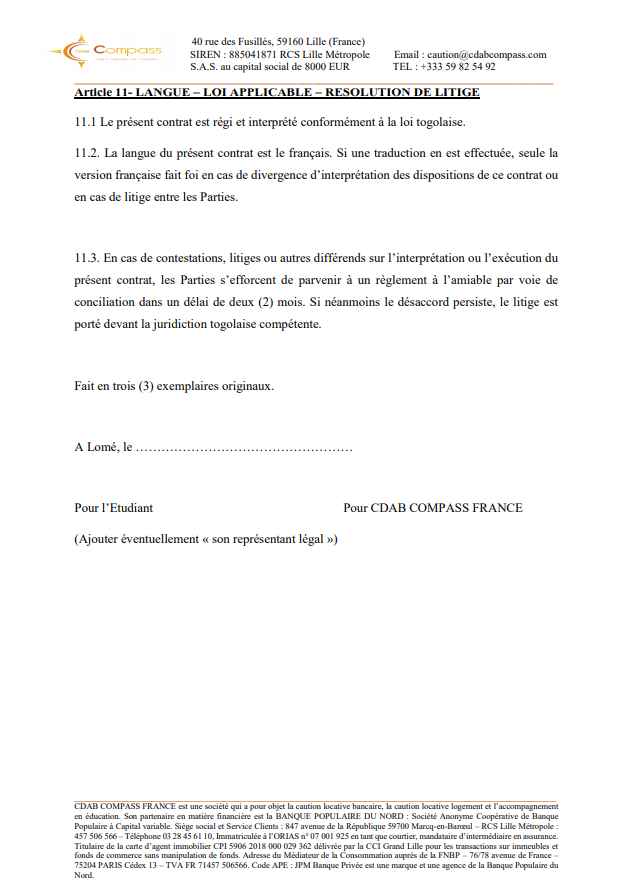 CDAB Compass
40 rue des Fusillés, 59160 Lille (France)
SIREN : 885041871 RCS Lille Métropole Email : caution@cdabcompass.com
S.A.S. au capital social de 8000 EUR TEL : +333 59 82 54 92
Article 11- LANGUE – LOI APPLICABLE – RESOLUTION DE LITIGE
11.1 Le présent contrat est régi et interprété conformément à la loi togolaise.
11.2. La langue du présent contrat est le français. Si une traduction en est effectuée, seule la
version française fait foi en cas de divergence d’interprétation des dispositions de ce contrat ou
en cas de litige entre les Parties.
11.3. En cas de contestations, litiges ou autres différends sur l’interprétation ou l’exécution du
présent contrat, les Parties s’efforcent de parvenir à un règlement à l’amiable par voie de
conciliation dans un délai de deux (2) mois. Si néanmoins le désaccord persiste, le litige est
porté devant la juridiction togolaise compétente.
Fait en trois (3) exemplaires originaux.
A Lomé, le ……………………………………………
Pour l’Etudiant Pour CDAB COMPASS FRANCE
(Ajouter éventuellement « son représentant légal »)
CDAB COMPASS FRANCE est une société qui a pour objet la caution locative bancaire, la caution locative logement et l’accompagnement
en éducation. Son partenaire en matière financière est la BANQUE POPULAIRE DU NORD : Société Anonyme Coopérative de Banque
Populaire à Capital variable. Siège social et Service Clients : 847 avenue de la République 59700 Marcq-en-Barœul – RCS Lille Métropole :
457 506 566 – Téléphone 03 28 45 61 10, Immatriculée à l’ORIAS n° 07 001 925 en tant que courtier, mandataire d’intermédiaire en assurance.
Titulaire de la carte d’agent immobilier CPI 5906 2018 000 029 362 délivrée par la CCI Grand Lille pour les transactions sur immeubles et
fonds de commerce sans manipulation de fonds. Adresse du Médiateur de la Consommation auprès de la FNBP – 76/78 avenue de France –
75204 PARIS Cédex 13 – TVA FR 71457 506566. Code APE : JPM Banque Privée est une marque et une agence de la Banque Populaire du
Nord.